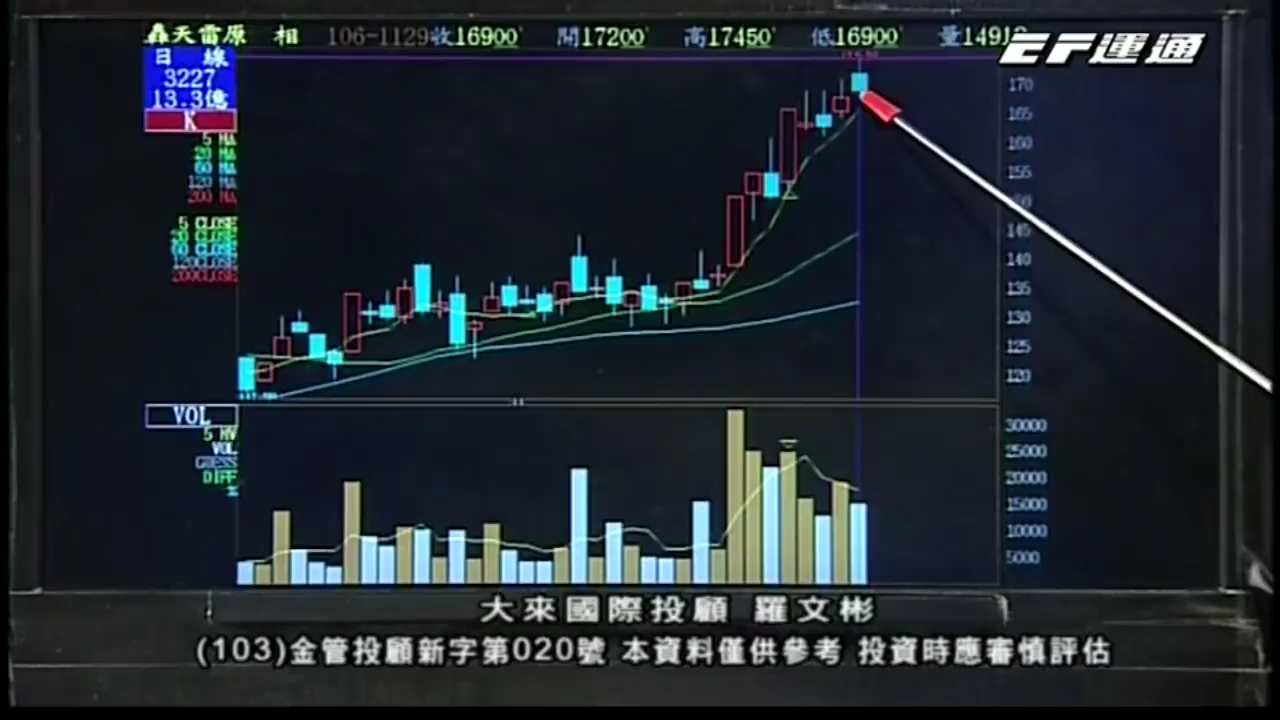 轟天雷原 相 106-1129 收16900 開17200 高17450 低16900 量1491
EF運通
日 線
3227
13.3億
K
5 MA
20 MA
60 MA
120 MA
200 MA
5 CLOSE
20 CLOSE
60 CLOSE
120CLOSE
200CLOSE
170
165
160
155
145
140
135
130
125
120
VOL
5 MV
VOL
GUESS
DIFF
30000
25000
20000
15000
10000
5000
大來國際投顧 羅文彬
(103)金管投顧新字第020號 本資料僅供參考 投資時應審慎評估